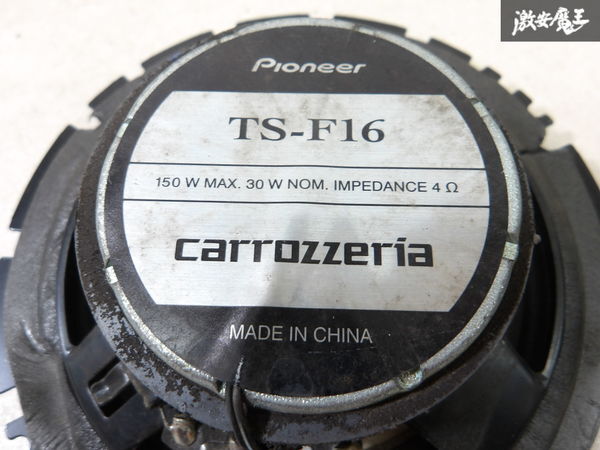 激安魔王
Pioneer
TS-F16
150 W MAX. 30 W NOM. IMPEDANCE 4 Ω
carrozzeria
MADE IN CHINA